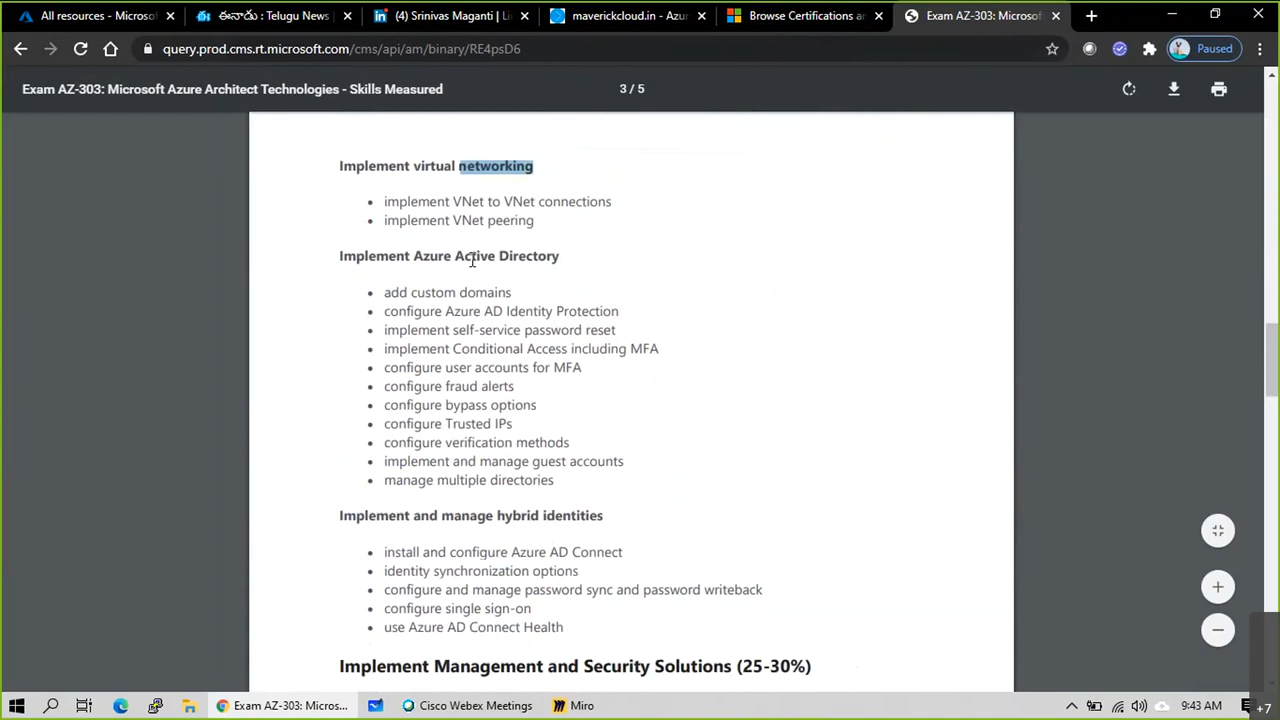 All resources - Microsoft
ఈనాడు : Telugu News
(4) Srinivas Maganti | Li
maverickcloud.in - Azu
Browse Certifications an
Exam AZ-303: Microsof
query.prod.cms.rt.microsoft.com/cms/api/am/binary/RE4psD6
Paused
Exam AZ-303: Microsoft Azure Architect Technologies - Skills Measured
3 / 5
Implement virtual networking
• implement VNet to VNet connections
• implement VNet peering
Implement Azure Active Directory
• add custom domains
• configure Azure AD Identity Protection
• implement self-service password reset
• implement Conditional Access including MFA
• configure user accounts for MFA
• configure fraud alerts
• configure bypass options
• configure Trusted IPs
• configure verification methods
• implement and manage guest accounts
• manage multiple directories
Implement and manage hybrid identities
• install and configure Azure AD Connect
• identity synchronization options
• configure and manage password sync and password writeback
• configure single sign-on
• use Azure AD Connect Health
Implement Management and Security Solutions (25-30%)
Exam AZ-303: Micros...
Cisco Webex Meetings
Miro
9:43 AM
+7